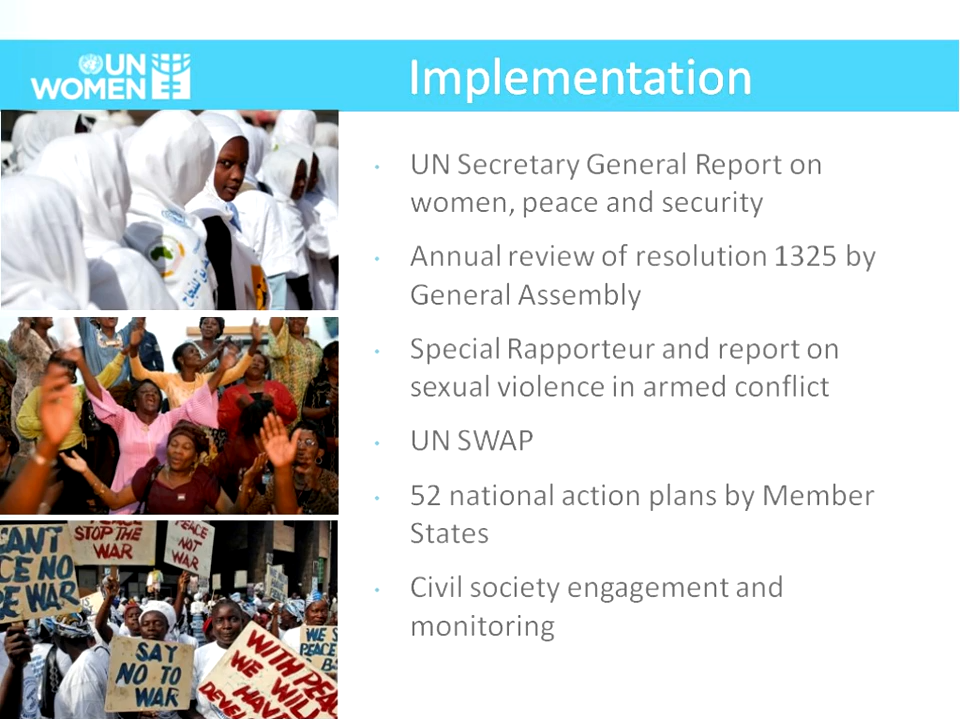 UN
WOMEN
Implementation
• UN Secretary General Report on
women, peace and security
• Annual review of resolution 1325 by
General Assembly
• Special Rapporteur and report on
sexual violence in armed conflict
• UN SWAP
• 52 national action plans by Member
States
• Civil society engagement and
monitoring
STOP THE
WAR
PEACE
NOT
WAR
WAR
SAY
NO TO
WAR
WE
PEACE
WITH
WE WILL
HAVE